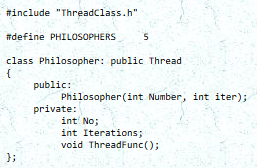 #include "ThreadClass.h"
#define PHILOSOPHERS     5
class Philosopher: public Thread
{
     public:
          Philosopher(int Number, int iter);
     private:
          int No;
          int Iterations;
          void ThreadFunc();
};